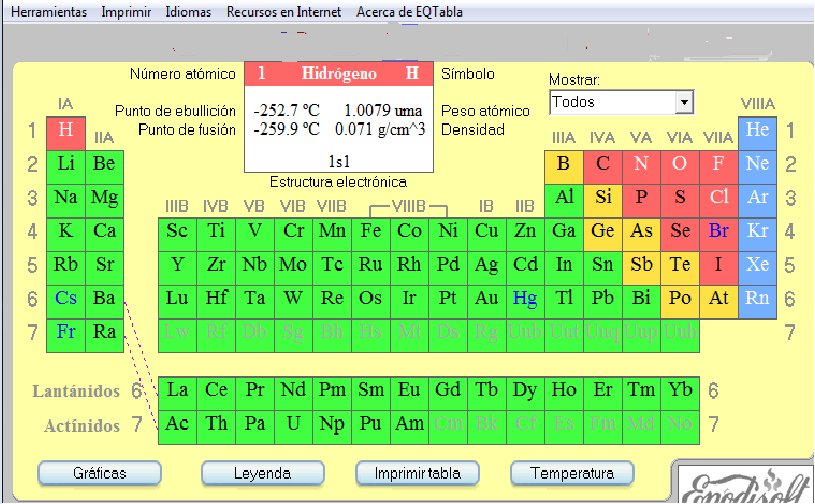 Herramientas Imprimir Idiomas Recursos en Internet Acerca de EQTabla
Número atómico 1 Hidrógeno H Símbolo
Mostrar:
Todos
Punto de ebullición -252.7 ºC 1.0079 uma Peso atómico
Punto de fusión -259.9 ºC 0.071 g/cm^3 Densidad
1s1
Estructura electrónica
IA VIIIA
1 H IIA IIIA IVA VA VIA VIIA He 1
2 Li Be B C N O F Ne 2
3 Na Mg IIIB IVB VB VIB VIIB VIIIB IB IIB Al Si P S Cl Ar 3
4 K Ca Sc Ti V Cr Mn Fe Co Ni Cu Zn Ga Ge As Se Br Kr 4
5 Rb Sr Y Zr Nb Mo Tc Ru Rh Pd Ag Cd In Sn Sb Te I Xe 5
6 Cs Ba Lu Hf Ta W Re Os Ir Pt Au Hg Tl Pb Bi Po At Rn 6
7 Fr Ra Lw Rf Db Sg Bh Hs Mt Ds Rg Uub Uut Uuq Uup Uuh 7
Lantánidos 6 La Ce Pr Nd Pm Sm Eu Gd Tb Dy Ho Er Tm Yb 6
Actínidos 7 Ac Th Pa U Np Pu Am Cm Bk Cf Es Fm Md No 7
Gráficas Leyenda Imprimir tabla Temperatura
Enodisoft